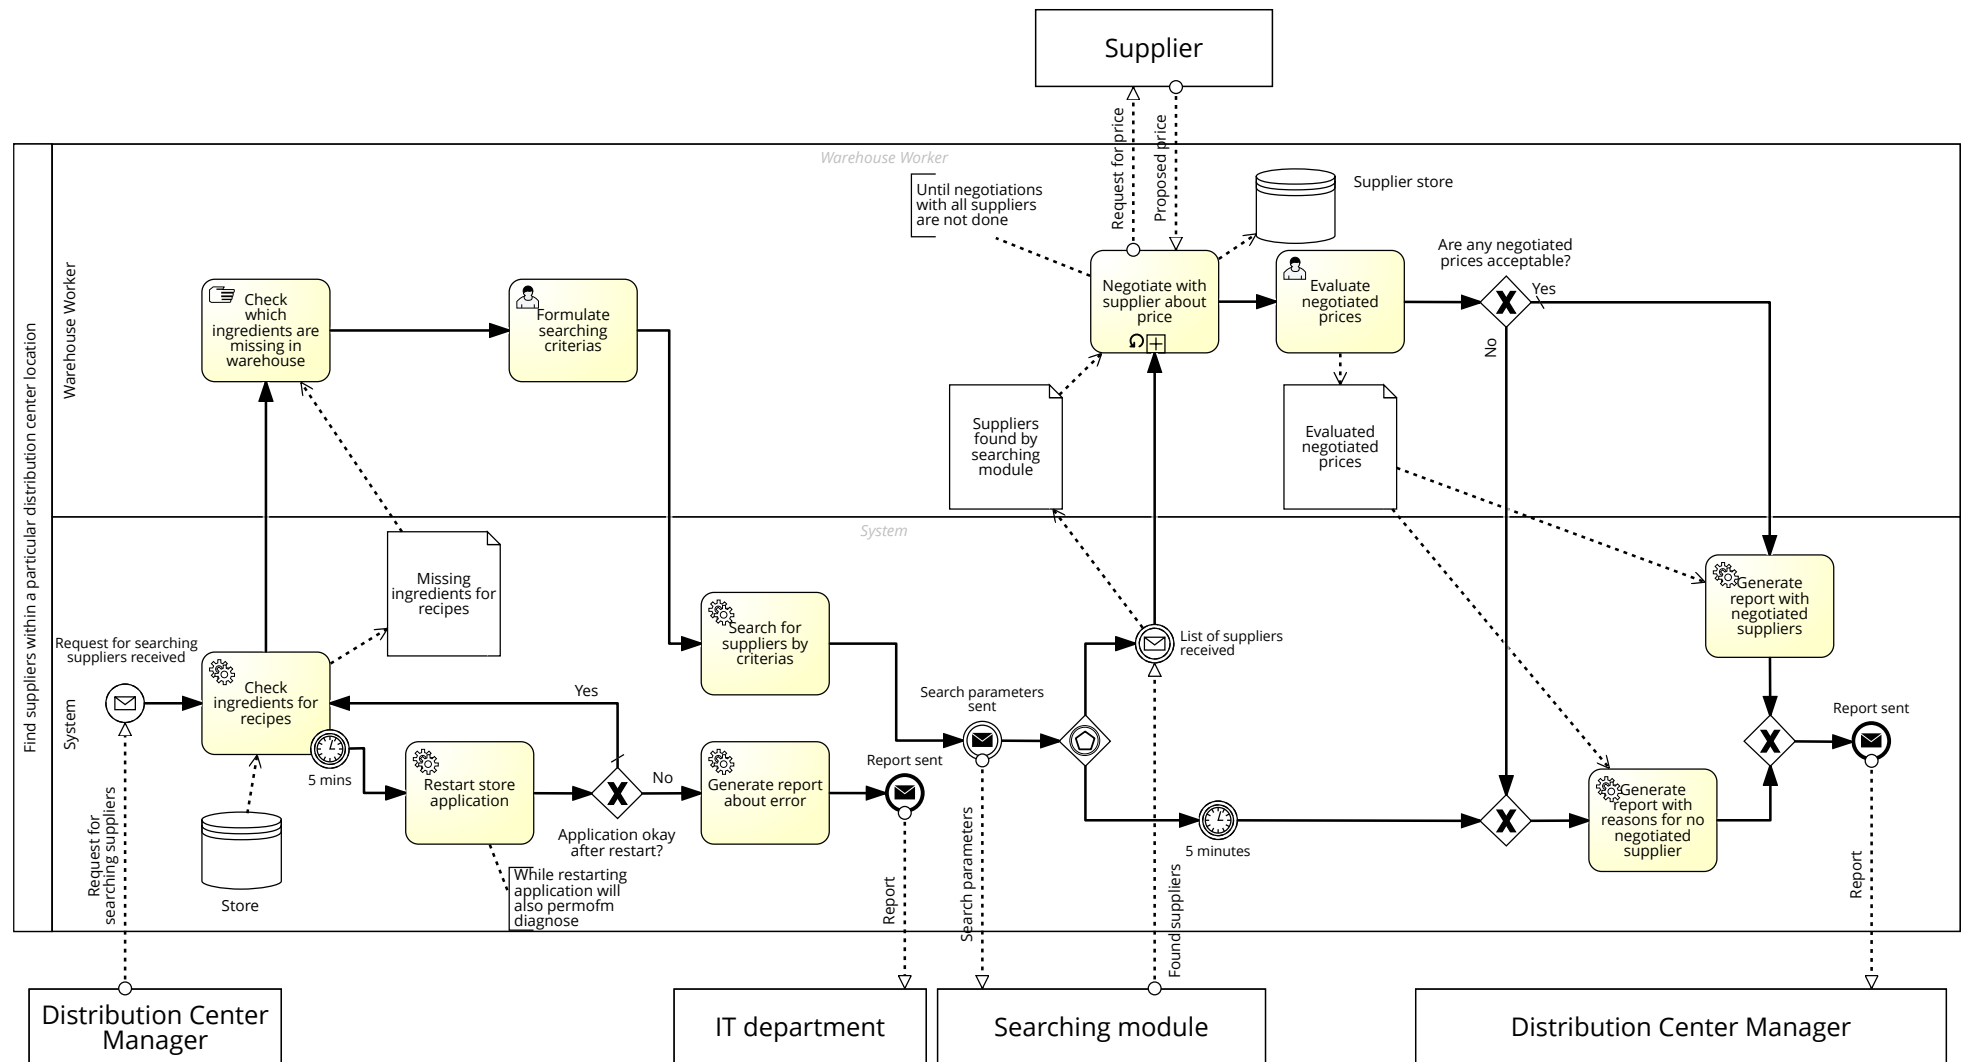 Supplier
Request for price
Proposed price
Warehouse Worker
Until negotiations
with all suppliers
are not done
Supplier store
Are any negotiated
prices acceptable?
Yes
No
Find suppliers within a particular distribution center location
Warehouse Worker
Check
which
ingredients are
missing in
warehouse
Formulate
searching
criterias
Negotiate with
supplier about
price
Evaluate
negotiated
prices
Suppliers
found by
searching
module
Evaluated
negotiated
prices
System
System
Missing
ingredients for
recipes
Request for searching
suppliers received
Check
ingredients for
recipes
5 mins
Store
Restart store
application
While restarting
application will
also permofm
diagnose
Yes
No
Application okay
after restart?
Search for
suppliers by
criterias
Generate report
about error
Report sent
Search parameters
sent
List of suppliers
received
5 minutes
Generate
report with
negotiated
suppliers
Generate
report with
reasons for no
negotiated
supplier
Report sent
Request for
searching suppliers
Report
Search parameters
Found suppliers
Report
Distribution Center
Manager
IT department
Searching module
Distribution Center Manager